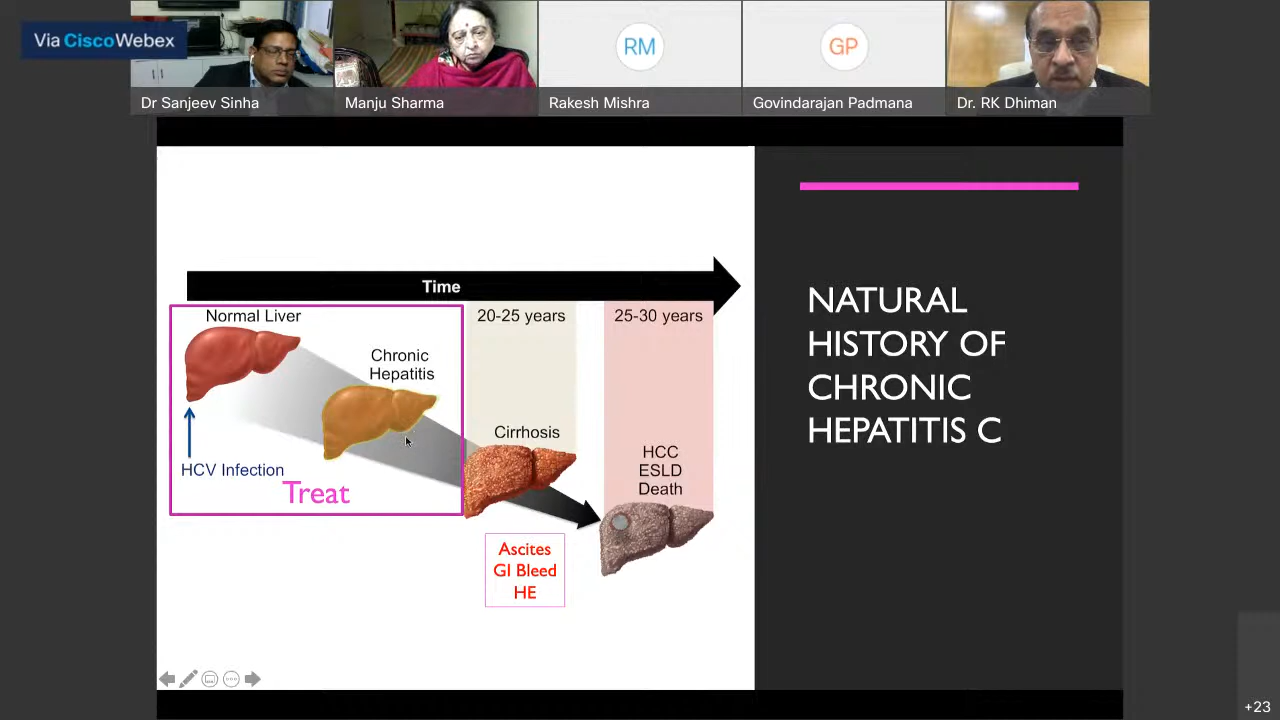 Via CiscoWebex
RM
GP
Dr Sanjeev Sinha
Manju Sharma
Rakesh Mishra
Govindarajan Padmana
Dr. RK Dhiman
Time
Normal Liver
20-25 years
25-30 years
Chronic
Hepatitis
Cirrhosis
HCV Infection
Treat
HCC
ESLD
Death
Ascites
GI Bleed
HE
NATURAL
HISTORY OF
CHRONIC
HEPATITIS C
+23